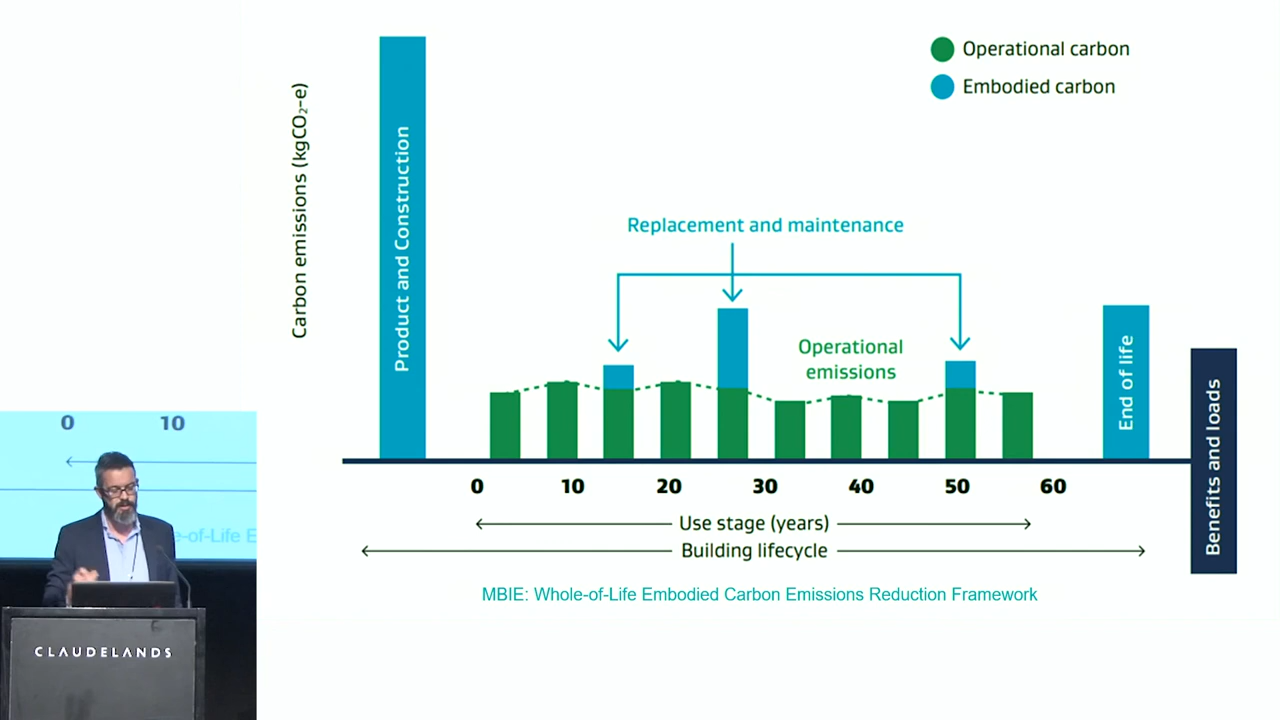 Operational carbon
Embodied carbon
Carbon emissions (kgCO₂-e)
Product and Construction
Replacement and maintenance
Operational
emissions
End of life
Benefits and loads
0 10 20 30 40 50 60
Use stage (years)
Building lifecycle
MBIE: Whole-of-Life Embodied Carbon Emissions Reduction Framework
0 10
e-of-Life E
CLAUDELANDS